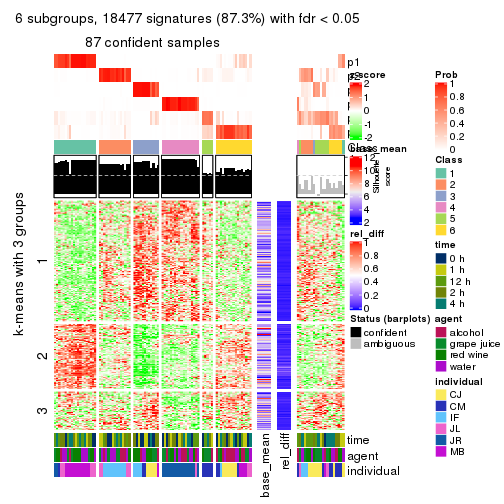 6 subgroups, 18477 signatures (87.3%) with fdr < 0.05
87 confident samples
p1
Class
k-means with 3 groups
1
2
3
base_mean
rel_diff
time
agent
individual
z-score
2
1
0
-1
-2
base_mean
12
10
8
6
4
2
Silhouette
score
rel_diff
1
0.8
0.6
0.4
0.2
0
Status (barplots)
confident
ambiguous
Prob
1
0.8
0.6
0.4
0.2
0
Class
1
2
3
4
5
6
time
0 h
1 h
12 h
2 h
4 h
agent
alcohol
grape juice
red wine
water
individual
CJ
CM
IF
JL
JR
MB